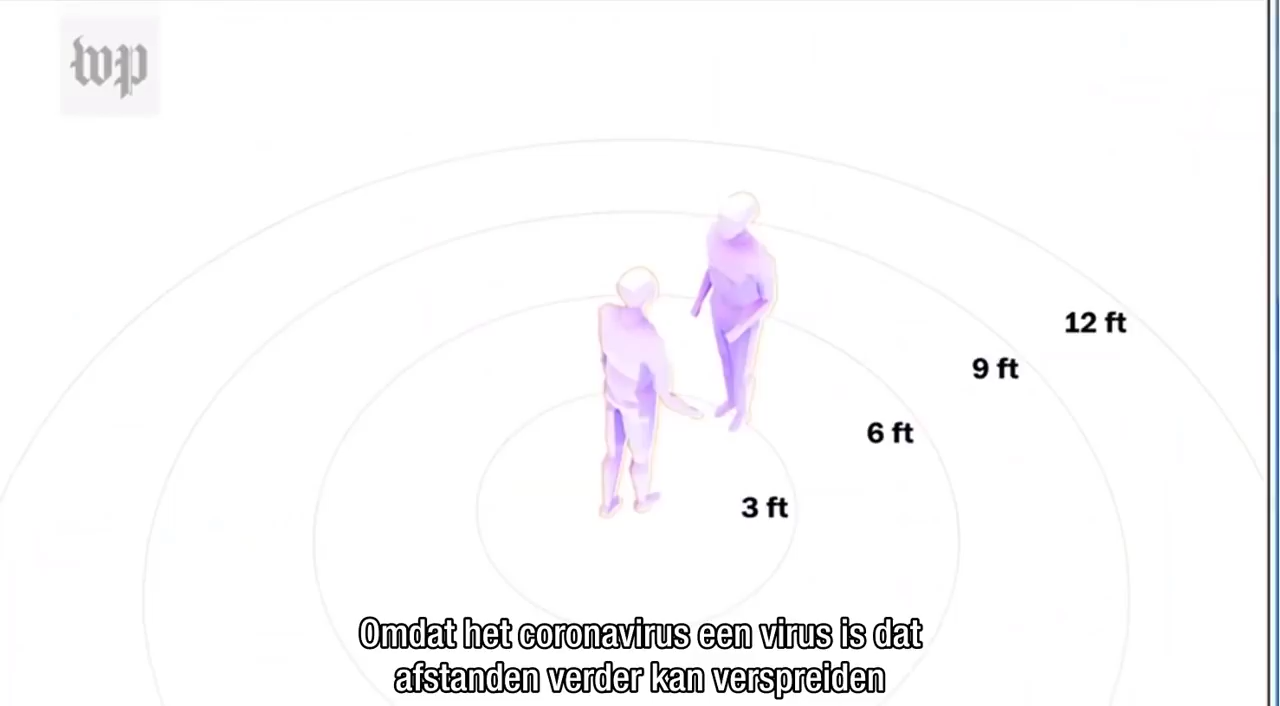 wp
12 ft
9 ft
6 ft
3 ft
Omdat het coronavirus een virus is dat
afstanden verder kan verspreiden